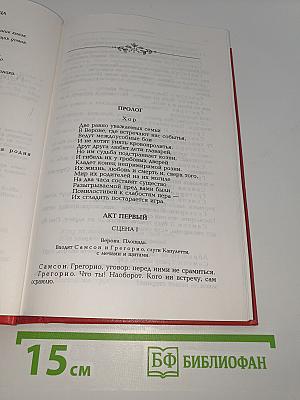 ПРОЛОГ
Хор
Две равно уважаемых семьи
В Вероне, где встречают нас событья,
Ведут междоусобные бои
И не хотят унять кровопролитья.
Друг друга любят дети главарей,
Но им судьба подстраивает козни,
И гибель их у гробовых дверей
Кладет конец непримиримой розни.
Их жизнь, любовь и смерть и, сверх того,
Мир их родителей на их могиле
На два часа составят существо
Разыгрываемой пред вами были.
Помилостивей к слабостям пера —
Их сгладить постарается игра.
АКТ ПЕРВЫЙ
СЦЕНА I
Верона. Площадь.
Входят Самсон и Грегорио, слуги Капулетти,
с мечами и щитами.
Самсон. Грегорио, уговор: перед ними не срамиться.
Грегорио. Что ты! Наоборот. Кого ни встречу, сам
осрамлю.
15 см
БФ БИБЛИОФАН